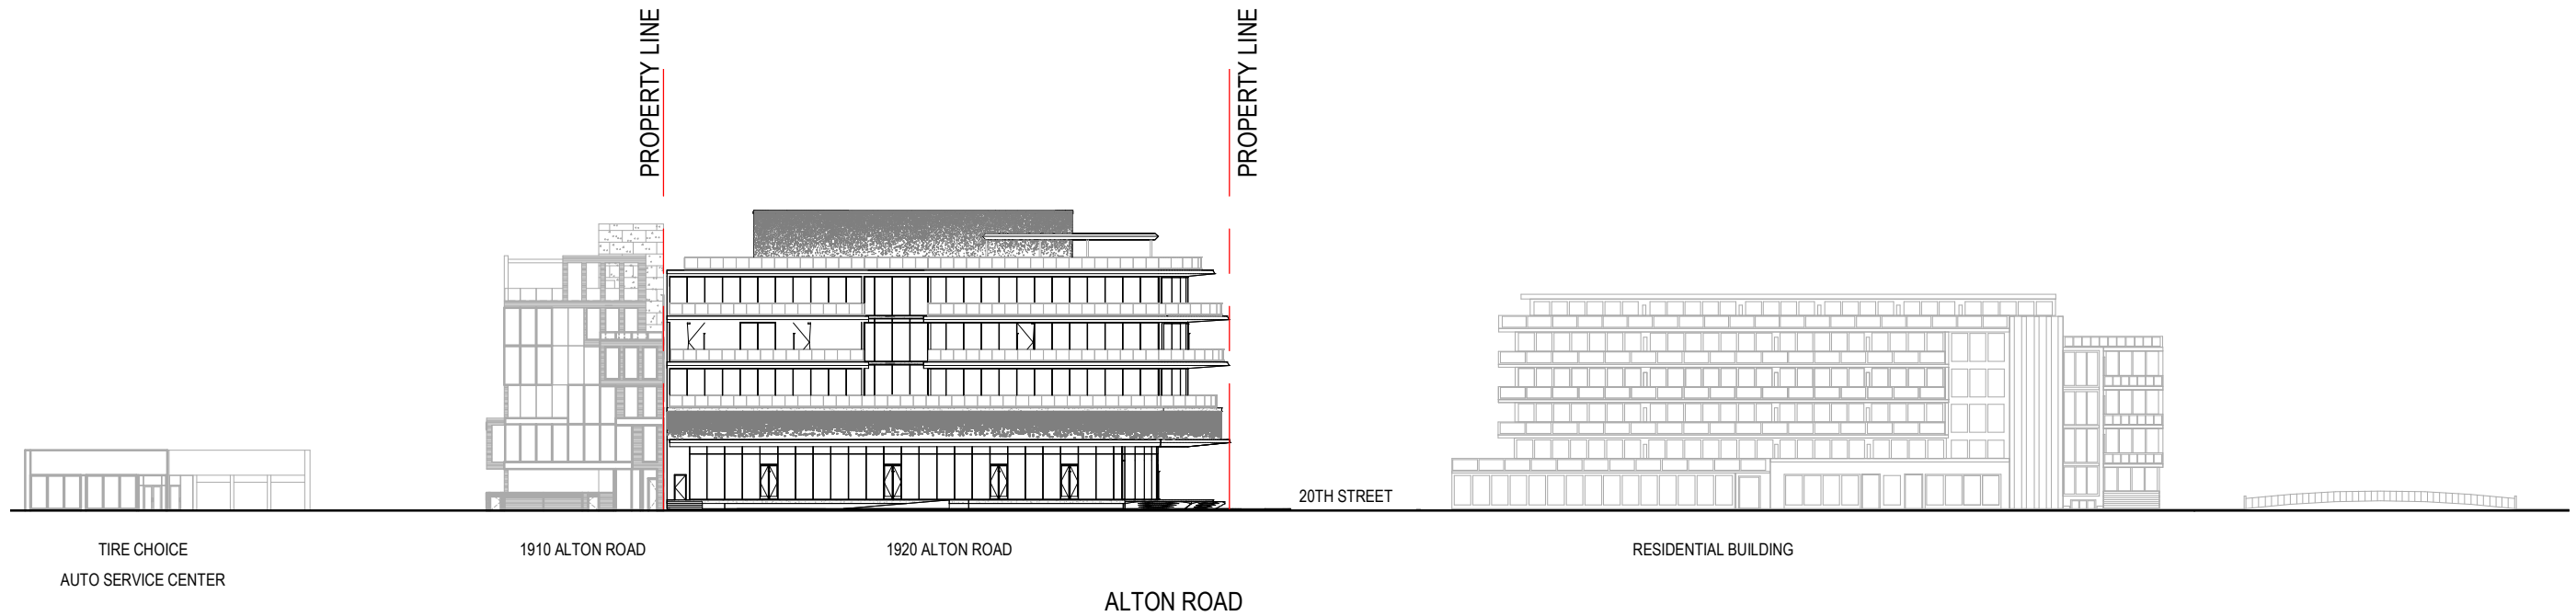 PROPERTY LINE
PROPERTY LINE
20TH STREET
TIRE CHOICE
AUTO SERVICE CENTER
1910 ALTON ROAD
1920 ALTON ROAD
RESIDENTIAL BUILDING
ALTON ROAD